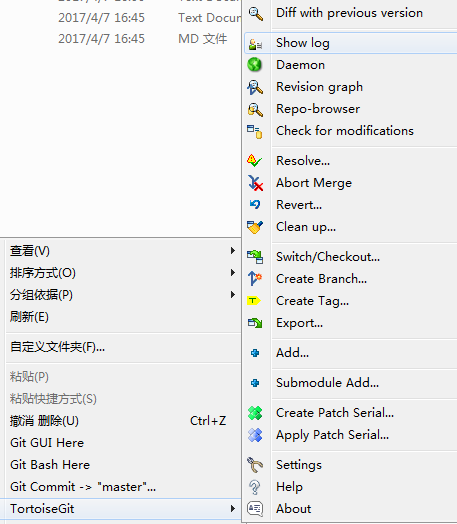 2017/4/7 16:45 Text Docum
2017/4/7 16:45 MD 文件
查看(V)
排序方式(O)
分组依据(P)
刷新(E)
自定义文件夹(F)...
粘贴(P)
粘贴快捷方式(S)
撤消 删除(U) Ctrl+Z
Git GUI Here
Git Bash Here
Git Commit -> "master"...
TortoiseGit
Diff with previous version
Show log
Daemon
Revision graph
Repo-browser
Check for modifications
Resolve...
Abort Merge
Revert...
Clean up...
Switch/Checkout...
Create Branch...
Create Tag...
Export...
Add...
Submodule Add...
Create Patch Serial...
Apply Patch Serial...
Settings
Help
About